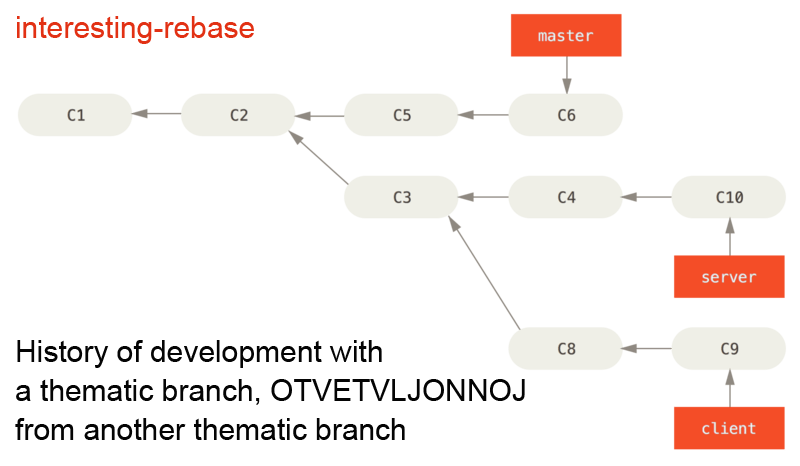 interesting-rebase
master
C1
C2
C5
C6
C3
C4
C10
server
C8
C9
client
History of development with
a thematic branch, OTVETVLJONNOJ
from another thematic branch